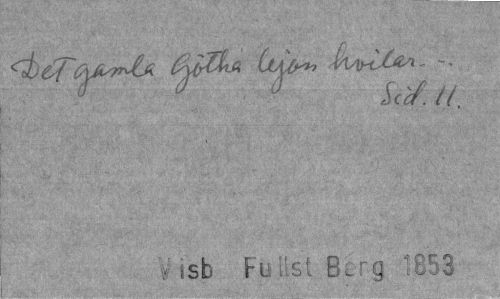 Det gamla Götha lejon hvilar - -
Sid. 11.
Visb Fullst Berg 1853